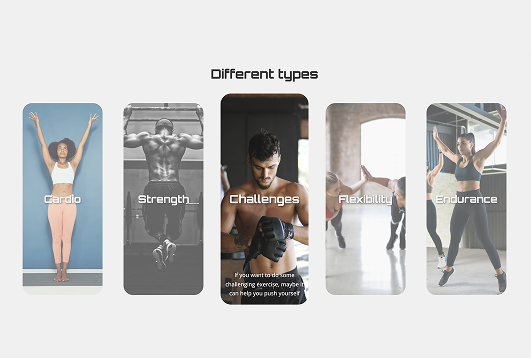 Different types
Cardio
Strength
Challenges
Flexibility
Endurance
If you want to do some
challenging exercise, maybe it
can help you push yourself